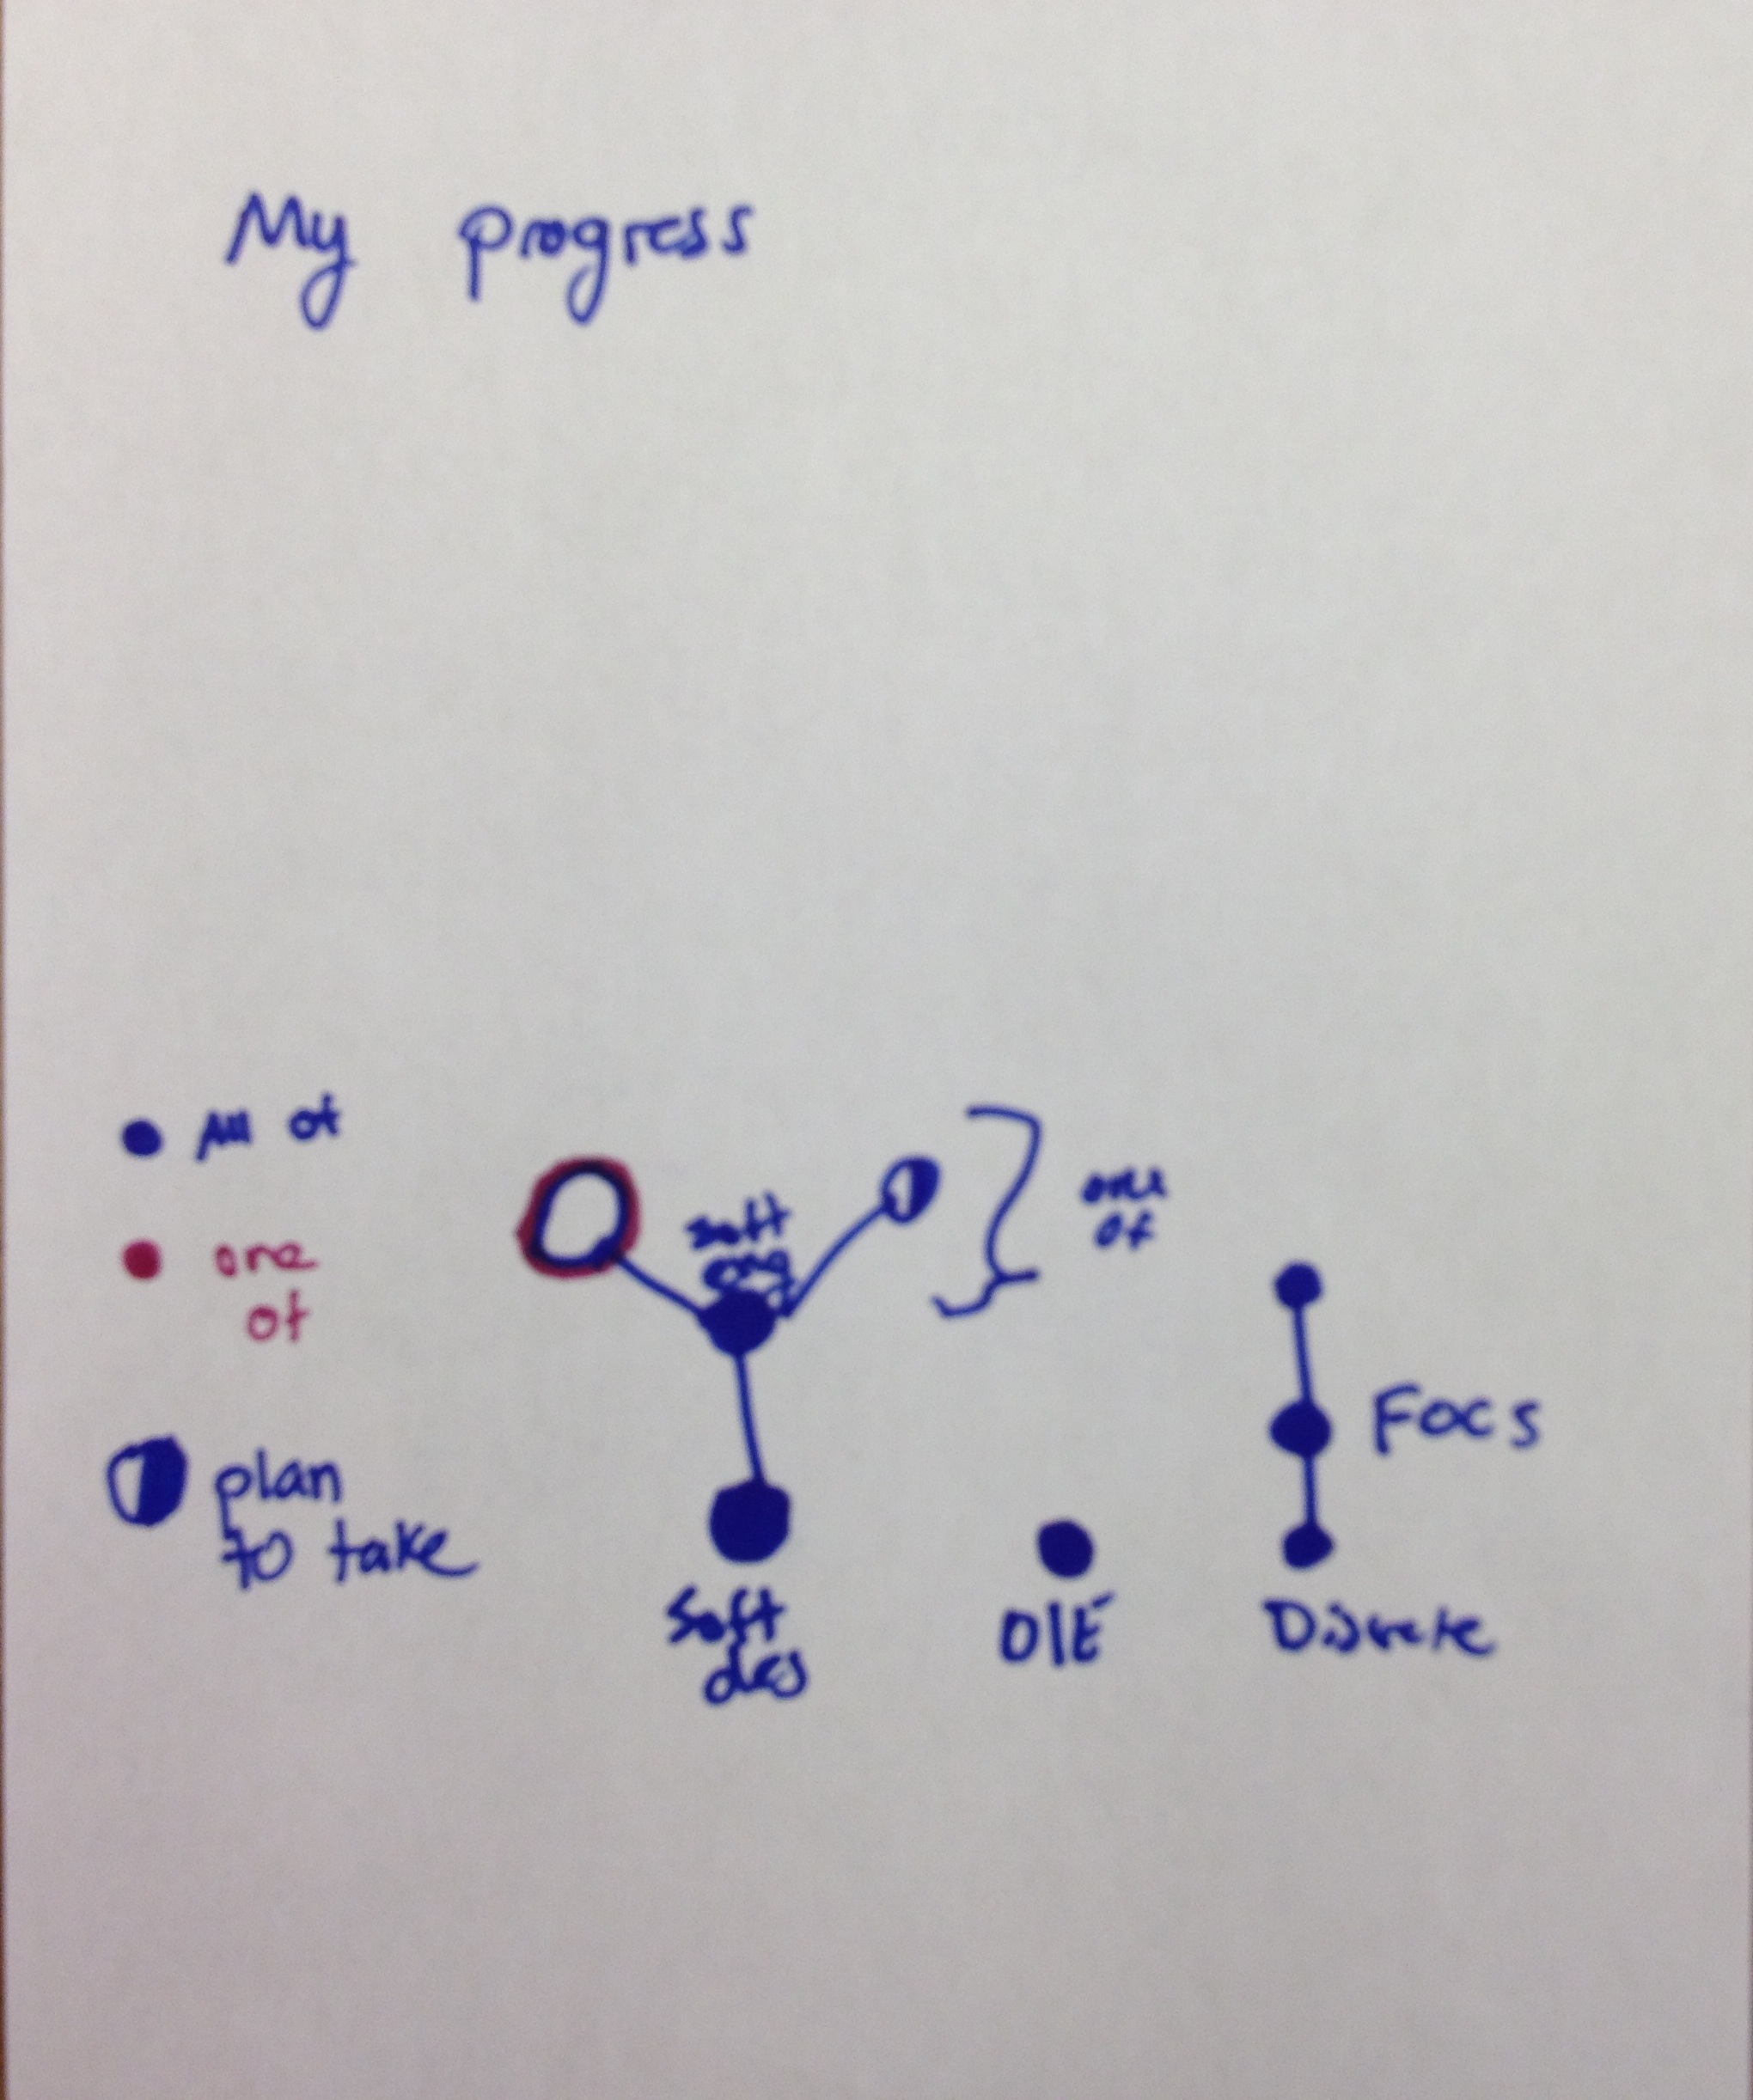 My progress
All of
one
of
plan
to take
soft
eng
one
of
Focs
Soft
des
OIE
Discrete